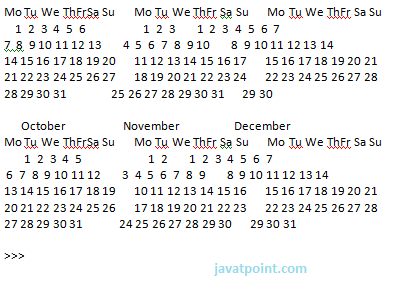 Mo Tu We ThFrSa Su Mo Tu We ThFrSa Su Mo Tu We ThFr Sa Su
1 2 3 4 5 6 1 2 3 1 2 3 4 5 6 7
7 8 9 10 11 12 13 4 5 6 7 8 9 10 8 9 10 11 12 13 14
14 15 16 17 18 19 20 11 12 13 14 15 16 17 15 16 17 18 19 20 21
21 22 23 24 25 26 27 18 19 20 21 22 23 24 22 23 24 25 26 27 28
28 29 30 31 25 26 27 28 29 30 31 29 30
October November December
Mo Tu We ThFrSa Su Mo Tu We ThFrSa Su Mo Tu We ThFr Sa Su
1 2 3 4 5 1 2 1 2 3 4 5 6 7
6 7 8 9 10 11 12 3 4 5 6 7 8 9 8 9 10 11 12 13 14
13 14 15 16 17 18 19 10 11 12 13 14 15 16 15 16 17 18 19 20 21
20 21 22 23 24 25 26 17 18 19 20 21 22 23 22 23 24 25 26 27 28
27 28 29 30 31 24 25 26 27 28 29 30 29 30 31
>>>
javatpoint.com